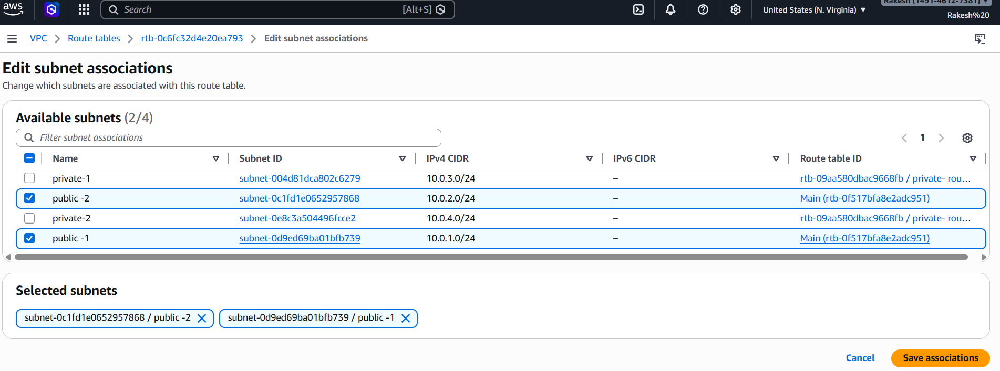 aws
Search [Alt+S]
United States (N. Virginia)
Rakesh (1491-4612-7381)
Rakesh%20
VPC > Route tables > rtb-0c6fc32d4e20ea793 > Edit subnet associations
Edit subnet associations
Change which subnets are associated with this route table.
Available subnets (2/4)
Filter subnet associations
1
Name Subnet ID IPv4 CIDR IPv6 CIDR Route table ID
private-1 subnet-004d81dca802c6279 10.0.3.0/24 – rtb-09aa580dbac9668fb / private- rou...
public -2 subnet-0c1fd1e0652957868 10.0.2.0/24 – Main (rtb-0f517bfa8e2adc951)
private-2 subnet-0e8c3a504496fcce2 10.0.4.0/24 – rtb-09aa580dbac9668fb / private- rou...
public -1 subnet-0d9ed69ba01bfb739 10.0.1.0/24 – Main (rtb-0f517bfa8e2adc951)
Selected subnets
subnet-0c1fd1e0652957868 / public -2
subnet-0d9ed69ba01bfb739 / public -1
Cancel
Save associations